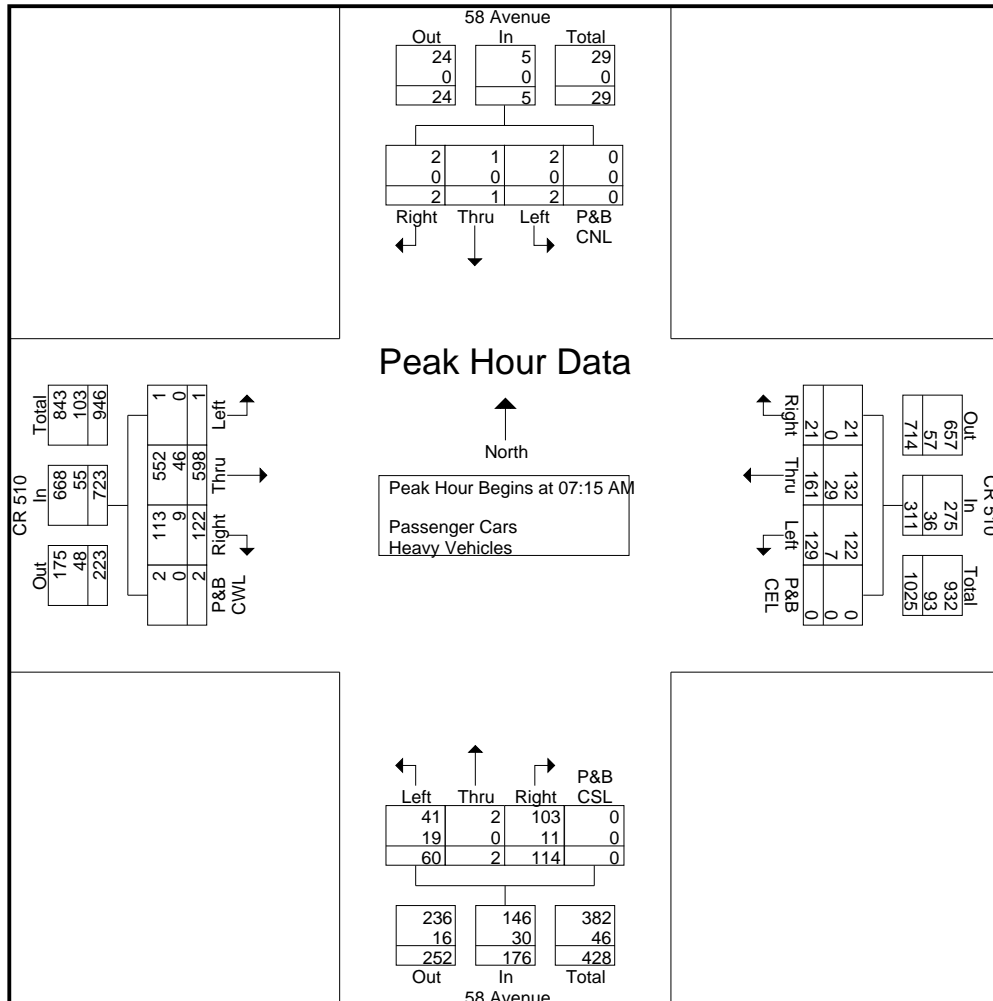 58 Avenue
Out In Total
24 5 29
0 0 0
24 5 29
2 1 2 0
0 0 0 0
2 1 2 0
Right Thru Left P&B
CNL
Peak Hour Data
North
Peak Hour Begins at 07:15 AM
Passenger Cars
Heavy Vehicles
CR 510
Total In Out
843 668 175
103 55 48
946 723 223
1 552 113 2
0 46 9 0
1 598 122 2
Left Thru Right P&B
CWL
CR 510
Out In Total
657 275 932
57 36 93
714 311 1025
21 132 122 0
0 29 7 0
21 161 129 0
Right Thru Left P&B
CEL
Left Thru Right P&B
CSL
41 2 103 0
19 0 11 0
60 2 114 0
236 146 382
16 30 46
252 176 428
Out In Total
58 Avenue